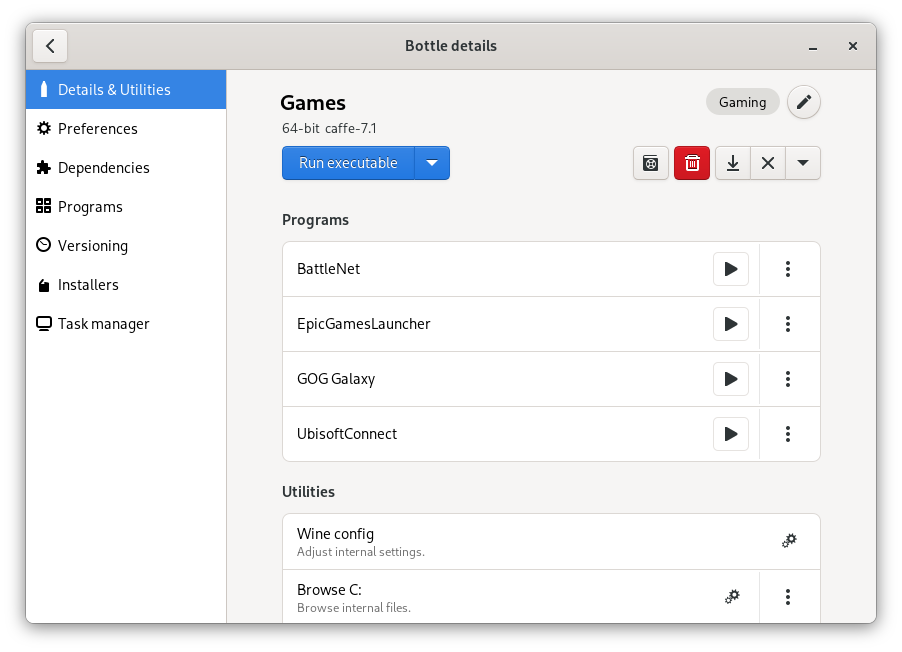 Bottle details
Details & Utilities
Preferences
Dependencies
Programs
Versioning
Installers
Task manager
Games
Gaming
64-bit caffe-7.1
Run executable
Programs
BattleNet
EpicGamesLauncher
GOG Galaxy
UbisoftConnect
Utilities
Wine config
Adjust internal settings.
Browse C:
Browse internal files.